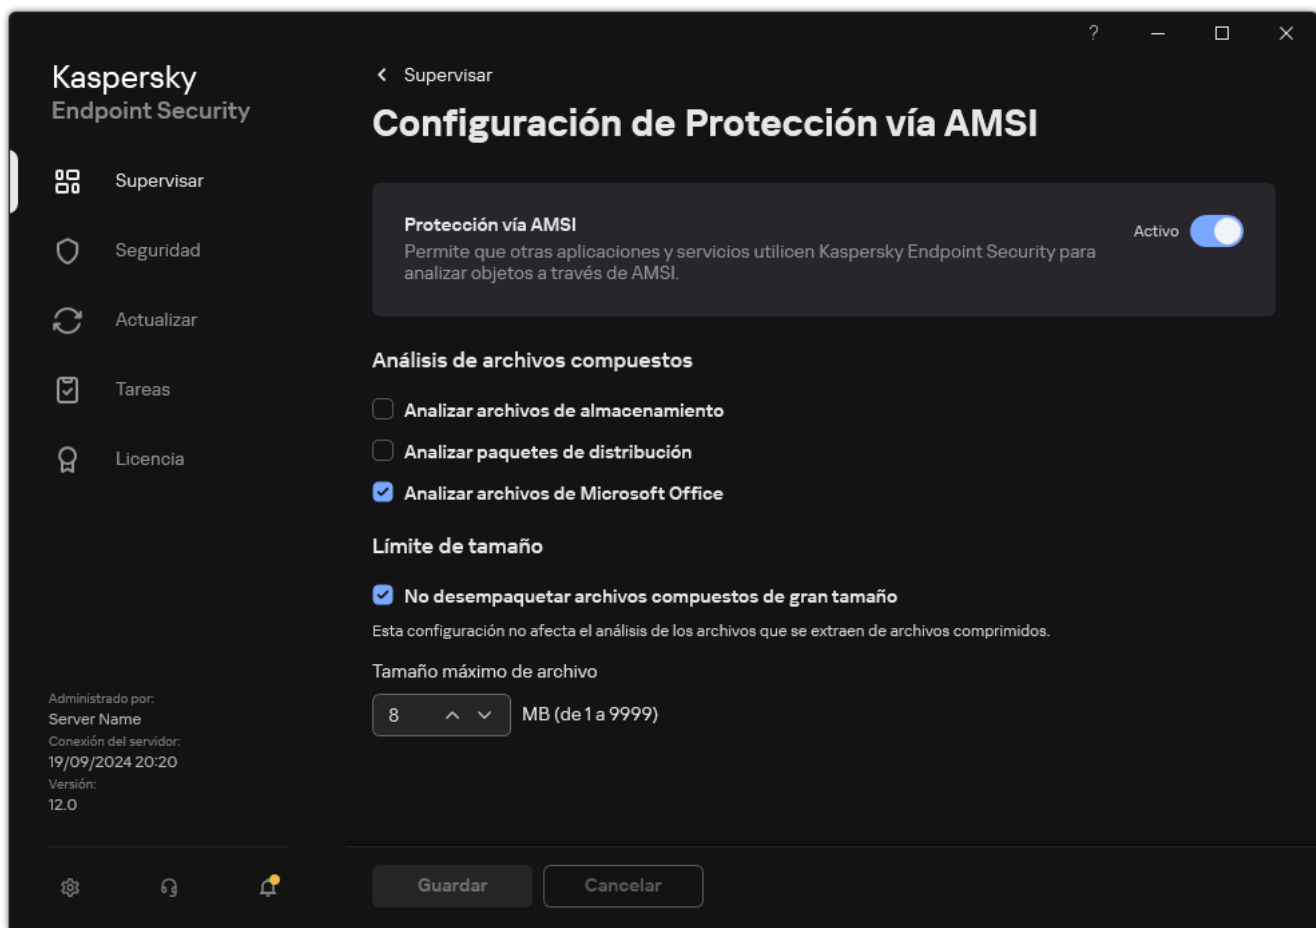 ?
Kaspersky
Endpoint Security
Supervisar
Seguridad
Actualizar
Tareas
Licencia
Administrado por:
Server Name
Conexión del servidor:
19/09/2024 20:20
Versión:
12.0
Supervisar
Configuración de Protección vía AMSI
Protección vía AMSI
Permite que otras aplicaciones y servicios utilicen Kaspersky Endpoint Security para
analizar objetos a través de AMSI.
Activo
Análisis de archivos compuestos
Analizar archivos de almacenamiento
Analizar paquetes de distribución
Analizar archivos de Microsoft Office
Límite de tamaño
No desempaquetar archivos compuestos de gran tamaño
Esta configuración no afecta el análisis de los archivos que se extraen de archivos comprimidos.
Tamaño máximo de archivo
8 MB (de 1 a 9999)
Guardar
Cancelar